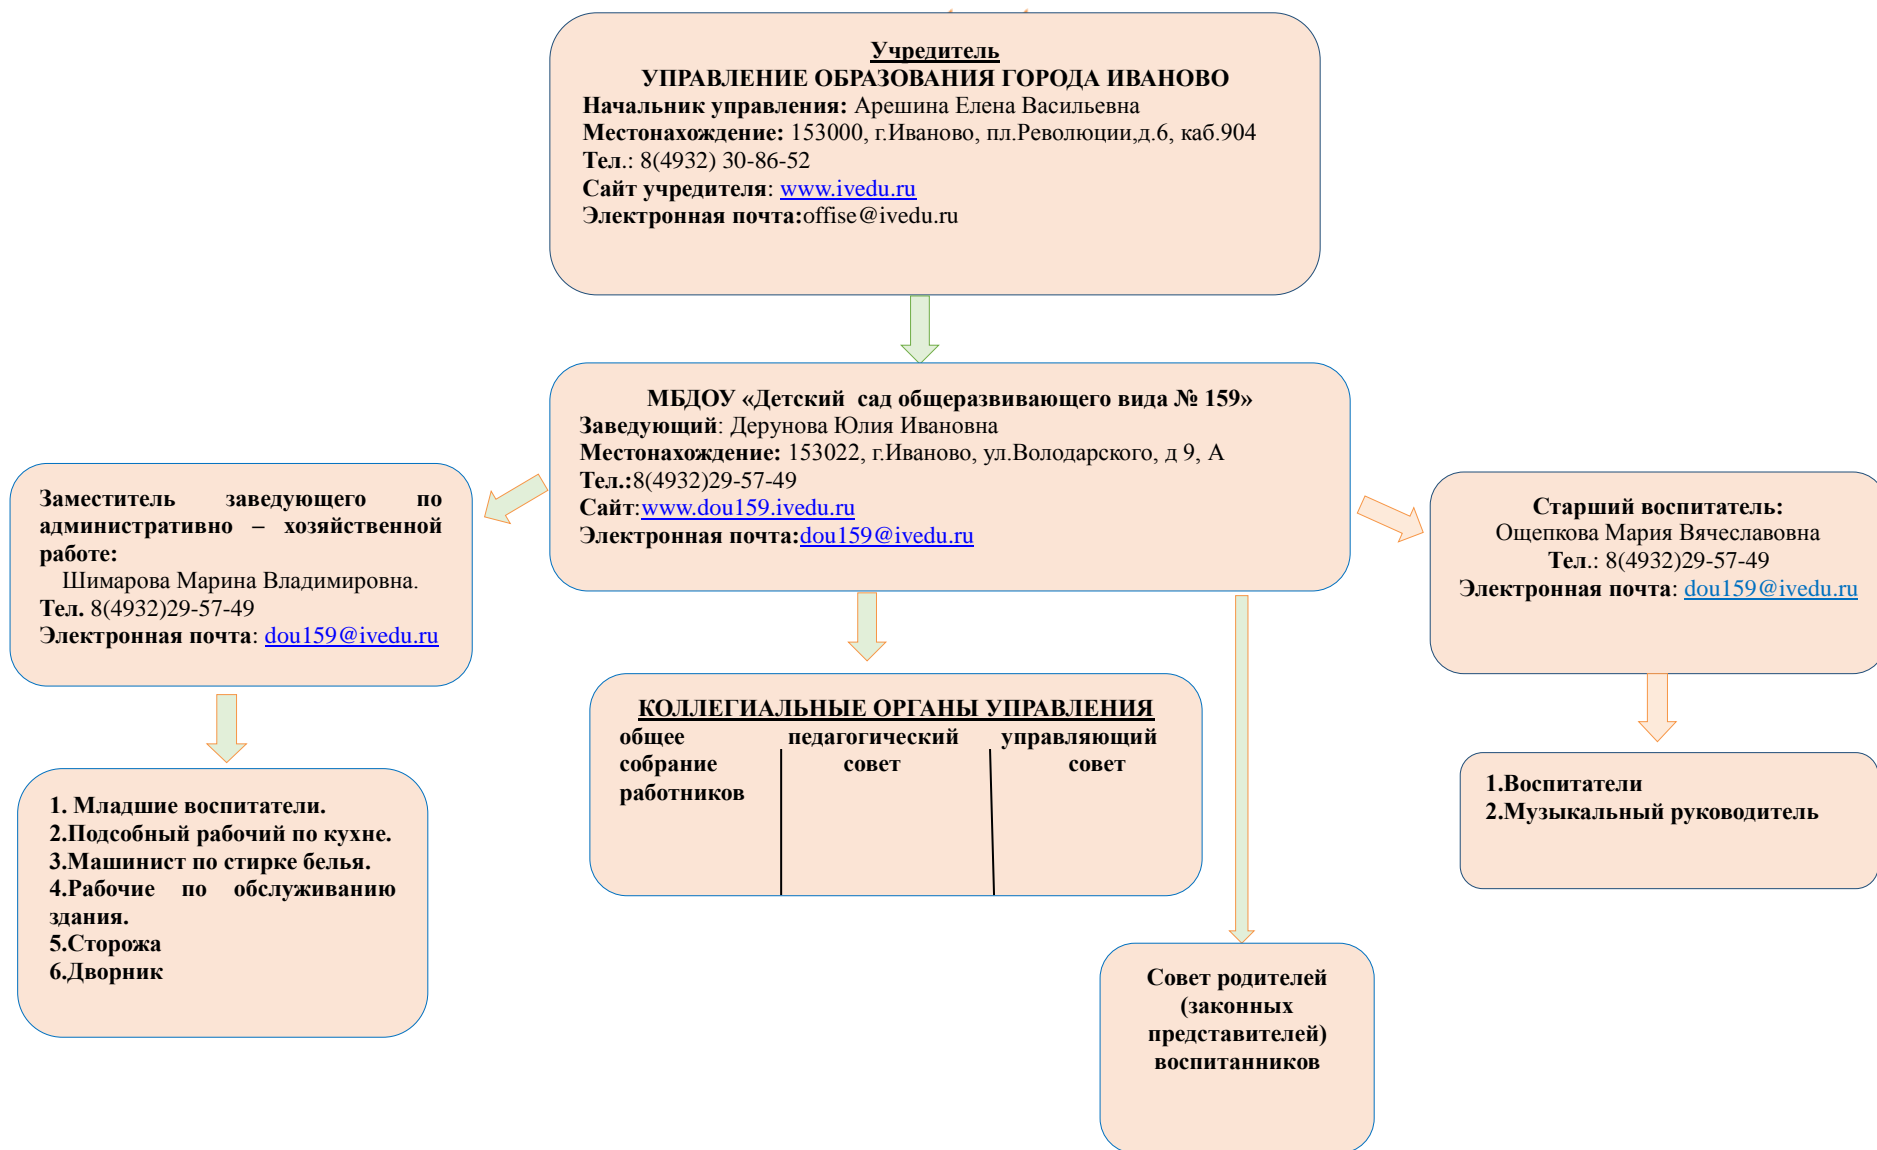 Учредитель
УПРАВЛЕНИЕ ОБРАЗОВАНИЯ ГОРОДА ИВАНОВО
Начальник управления: Арешина Елена Васильевна
Местонахождение: 153000, г.Иваново, пл.Революции,д.6, каб.904
Тел.: 8(4932) 30-86-52
Сайт учредителя: www.ivedu.ru
Электронная почта:offise@ivedu.ru
МБДОУ «Детский сад общеразвивающего вида № 159»
Заведующий: Дерунова Юлия Ивановна
Местонахождение: 153022, г.Иваново, ул.Володарского, д 9, А
Тел.:8(4932)29-57-49
Сайт:www.dou159.ivedu.ru
Электронная почта:dou159@ivedu.ru
Заместитель заведующего по
административно – хозяйственной
работе:
Шимарова Марина Владимировна.
Тел. 8(4932)29-57-49
Электронная почта: dou159@ivedu.ru
Старший воспитатель:
Ощепкова Мария Вячеславовна
Тел.: 8(4932)29-57-49
Электронная почта: dou159@ivedu.ru
КОЛЛЕГИАЛЬНЫЕ ОРГАНЫ УПРАВЛЕНИЯ
общее педагогический управляющий
собрание совет совет
работников
1. Младшие воспитатели.
2.Подсобный рабочий по кухне.
3.Машинист по стирке белья.
4.Рабочие по обслуживанию
здания.
5.Сторожа
6.Дворник
1.Воспитатели
2.Музыкальный руководитель
Совет родителей
(законных
представителей)
воспитанников